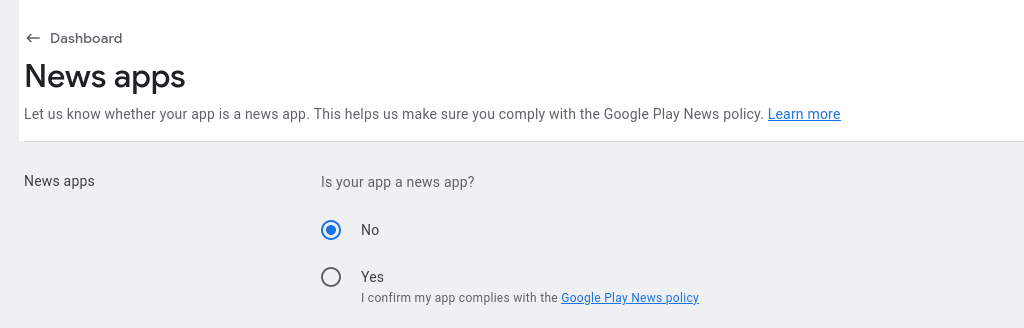 Dashboard
News apps
Let us know whether your app is a news app. This helps us make sure you comply with the Google Play News policy. Learn more
News apps
Is your app a news app?
No
Yes
I confirm my app complies with the Google Play News policy